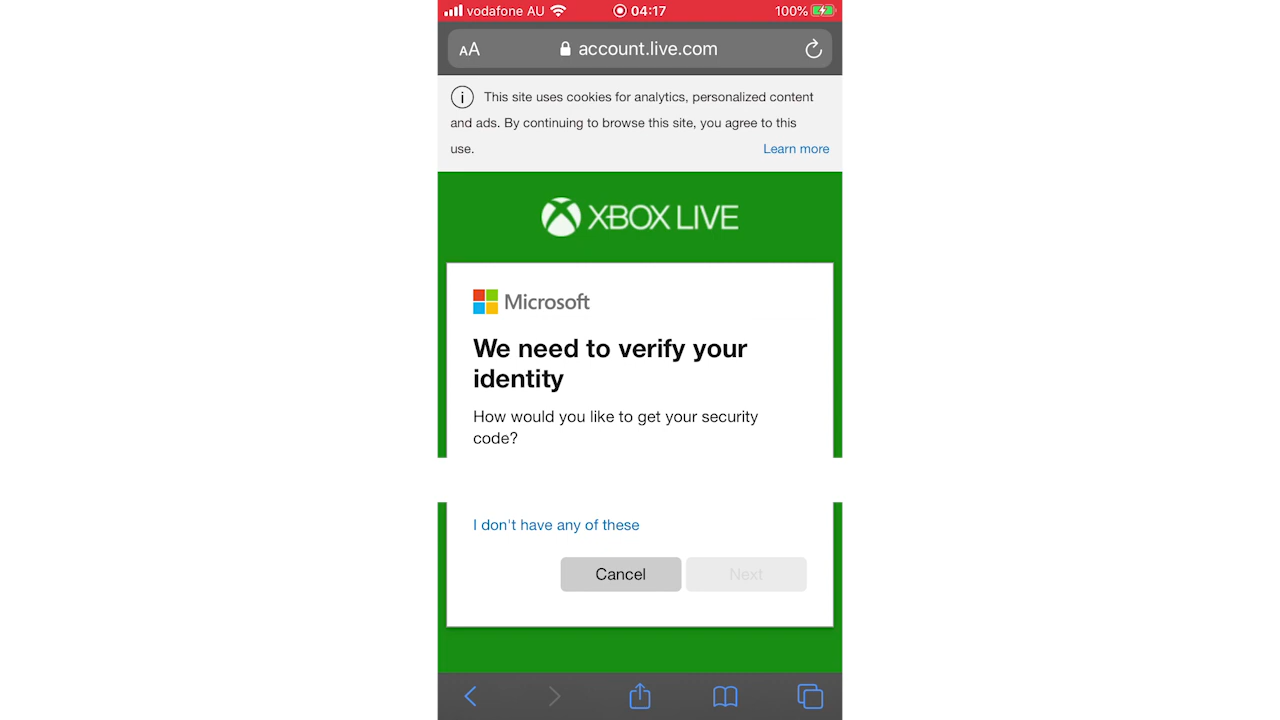 vodafone AU 04:17 100%
AA account.live.com
This site uses cookies for analytics, personalized content
and ads. By continuing to browse this site, you agree to this
use. Learn more
XBOX LIVE
Microsoft
We need to verify your
identity
How would you like to get your security
code?
I don't have any of these
Cancel Next